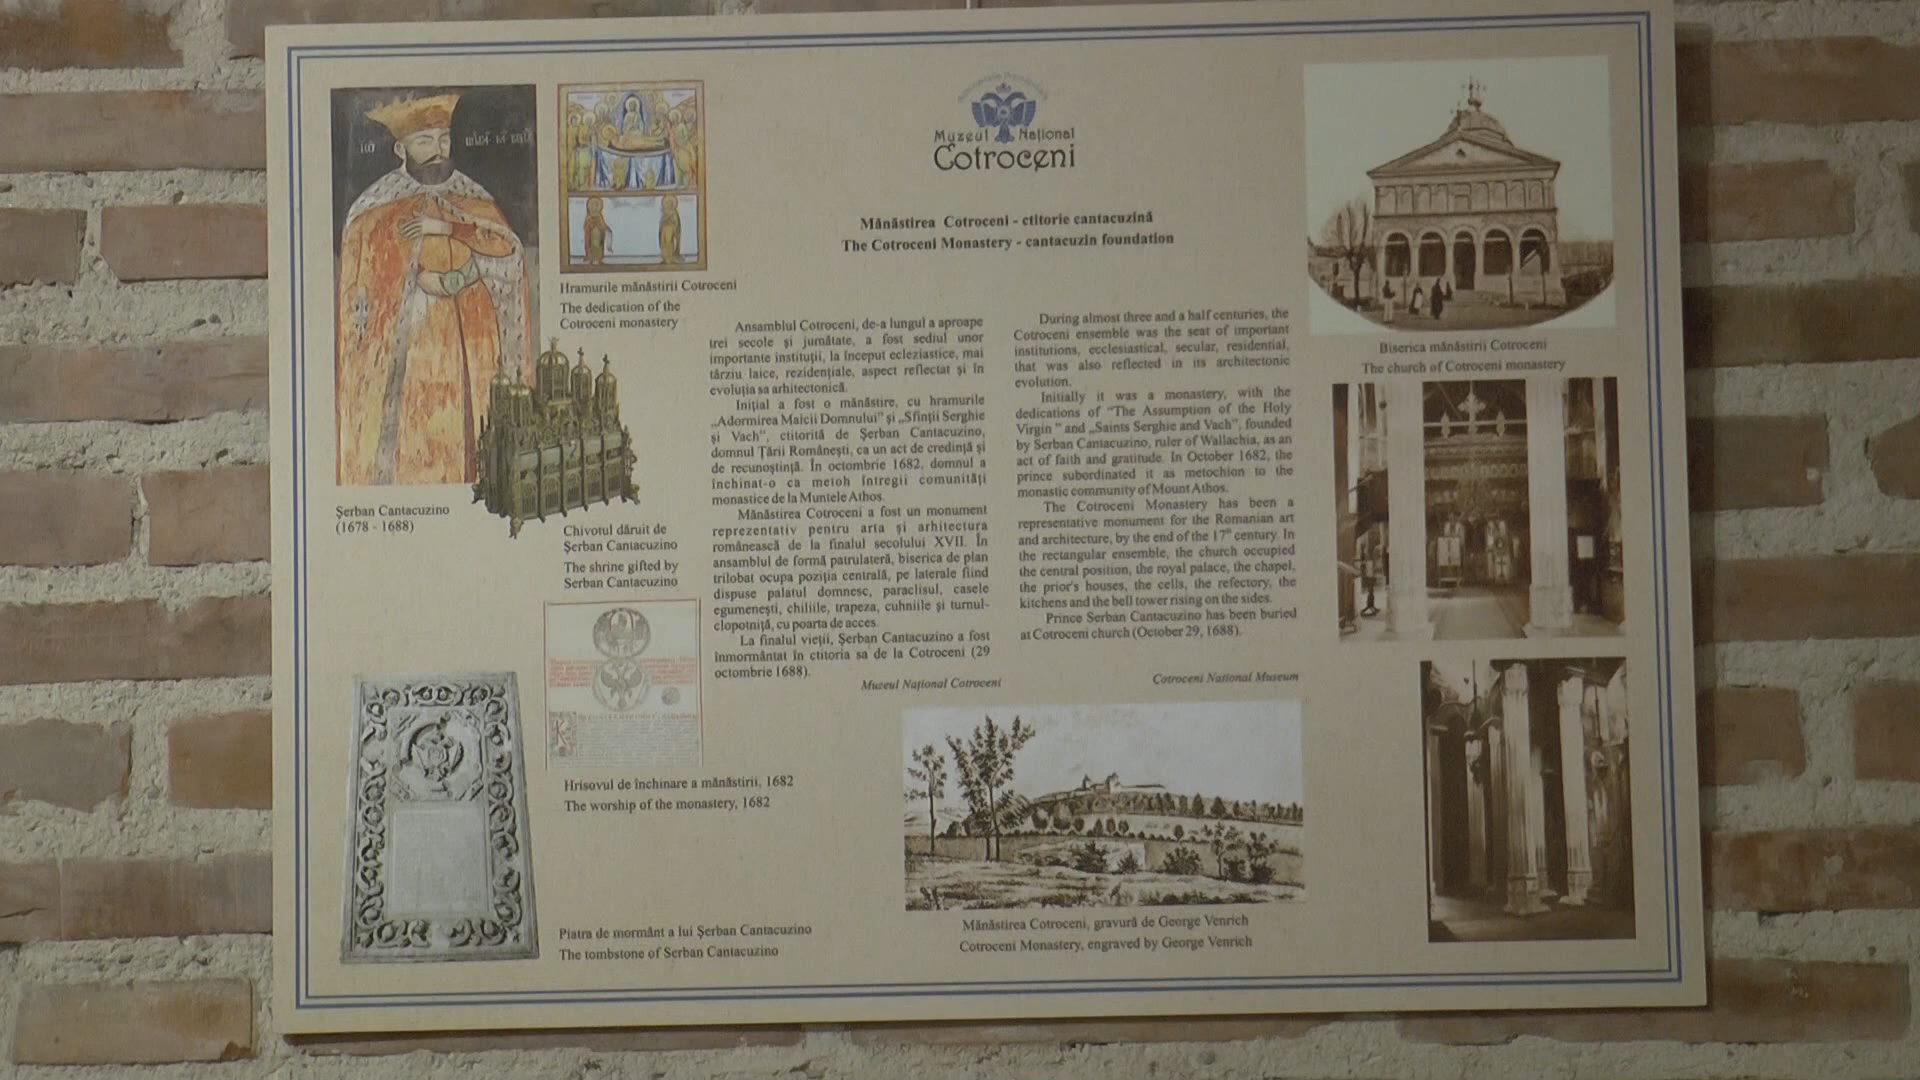 Muzeul Național
Cotroceni
Mânăstirea Cotroceni - ctitorie cantacuzină
The Cotroceni Monastery - cantacuzin foundation
Hramurile mănăstirii Cotroceni
The dedication of the
Cotroceni monastery
Șerban Cantacuzino
(1678 - 1688)
Chivotul dăruit de
Șerban Cantacuzino
The shrine gifted by
Serban Cantacuzino
Hrisovul de închinare a mănăstirii, 1682
The worship of the monastery, 1682
Piatra de mormânt a lui Șerban Cantacuzino
The tombstone of Serban Cantacuzino
Ansamblul Cotroceni, de-a lungul a aproape
trei secole și jumătate, a fost sediul unor
importante instituții, la început ecleziastice, mai
târziu laice, rezidențiale, aspect reflectat și în
evoluția sa arhitectonică.
Inițial a fost o mănăstire, cu hramurile
„Adormirea Maicii Domnului" și „Sfinții Serghie
și Vach", ctitorită de Șerban Cantacuzino,
domnul Țării Românești, ca un act de credință și
de recunoștință. În octombrie 1682, domnul a
închinat-o ca metoh întregii comunități
monastice de la Muntele Athos.
Mănăstirea Cotroceni a fost un monument
reprezentativ pentru arta și arhitectura
românească de la finalul secolului XVII. În
ansamblul de formă patrulateră, biserica de plan
trilobat ocupa poziția centrală, pe laterale fiind
dispuse palatul domnesc, paraclisul, casele
egumenești, chiliile, trapeza, cuhniile și turnul-
clopotniță, cu poarta de acces.
La finalul vieții, Șerban Cantacuzino a fost
înmormântat în ctitoria sa de la Cotroceni (29
octombrie 1688).
Muzeul Național Cotroceni
During almost three and a half centuries, the
Cotroceni ensemble was the seat of important
institutions, ecclesiastical, secular, residential,
that was also reflected in its architectonic
evolution.
Initially it was a monastery, with the
dedications of "The Assumption of the Holy
Virgin " and „Saints Serghie and Vach", founded
by Serban Cantacuzino, ruler of Wallachia, as an
act of faith and gratitude. In October 1682, the
prince subordinated it as metochion to the
monastic community of Mount Athos.
The Cotroceni Monastery has been a
representative monument for the Romanian art
and architecture, by the end of the 17th century. In
the rectangular ensemble, the church occupied
the central position, the royal palace, the chapel,
the prior's houses, the cells, the refectory, the
kitchens and the bell tower rising on the sides.
Prince Serban Cantacuzino has been buried
at Cotroceni church (October 29, 1688).
Cotroceni National Museum
Biserica mănăstirii Cotroceni
The church of Cotroceni monastery
Mănăstirea Cotroceni, gravură de George Venrich
Cotroceni Monastery, engraved by George Venrich